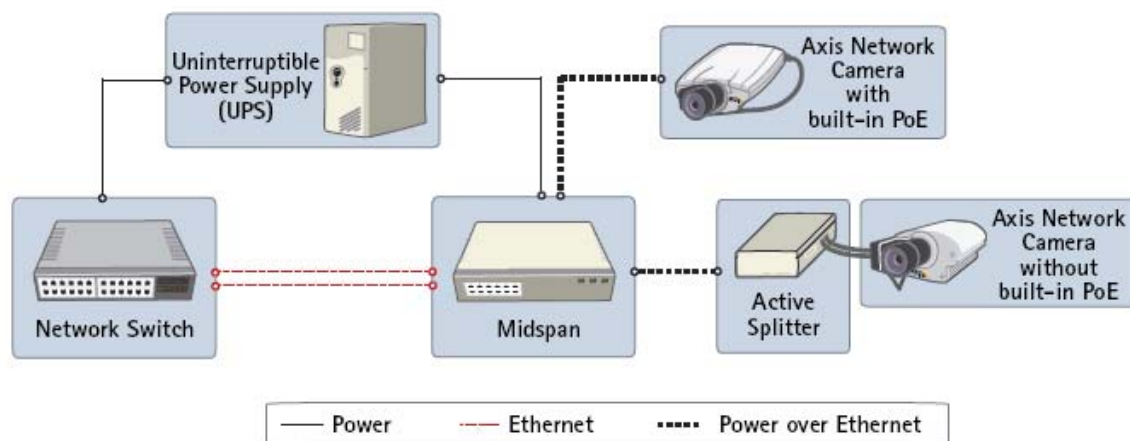 Uninterruptible
Power Supply
(UPS)
Axis Network
Camera
with
built-in PoE
Network Switch
Midspan
Active
Splitter
Axis Network
Camera
without
built-in PoE
Power
Ethernet
Power over Ethernet